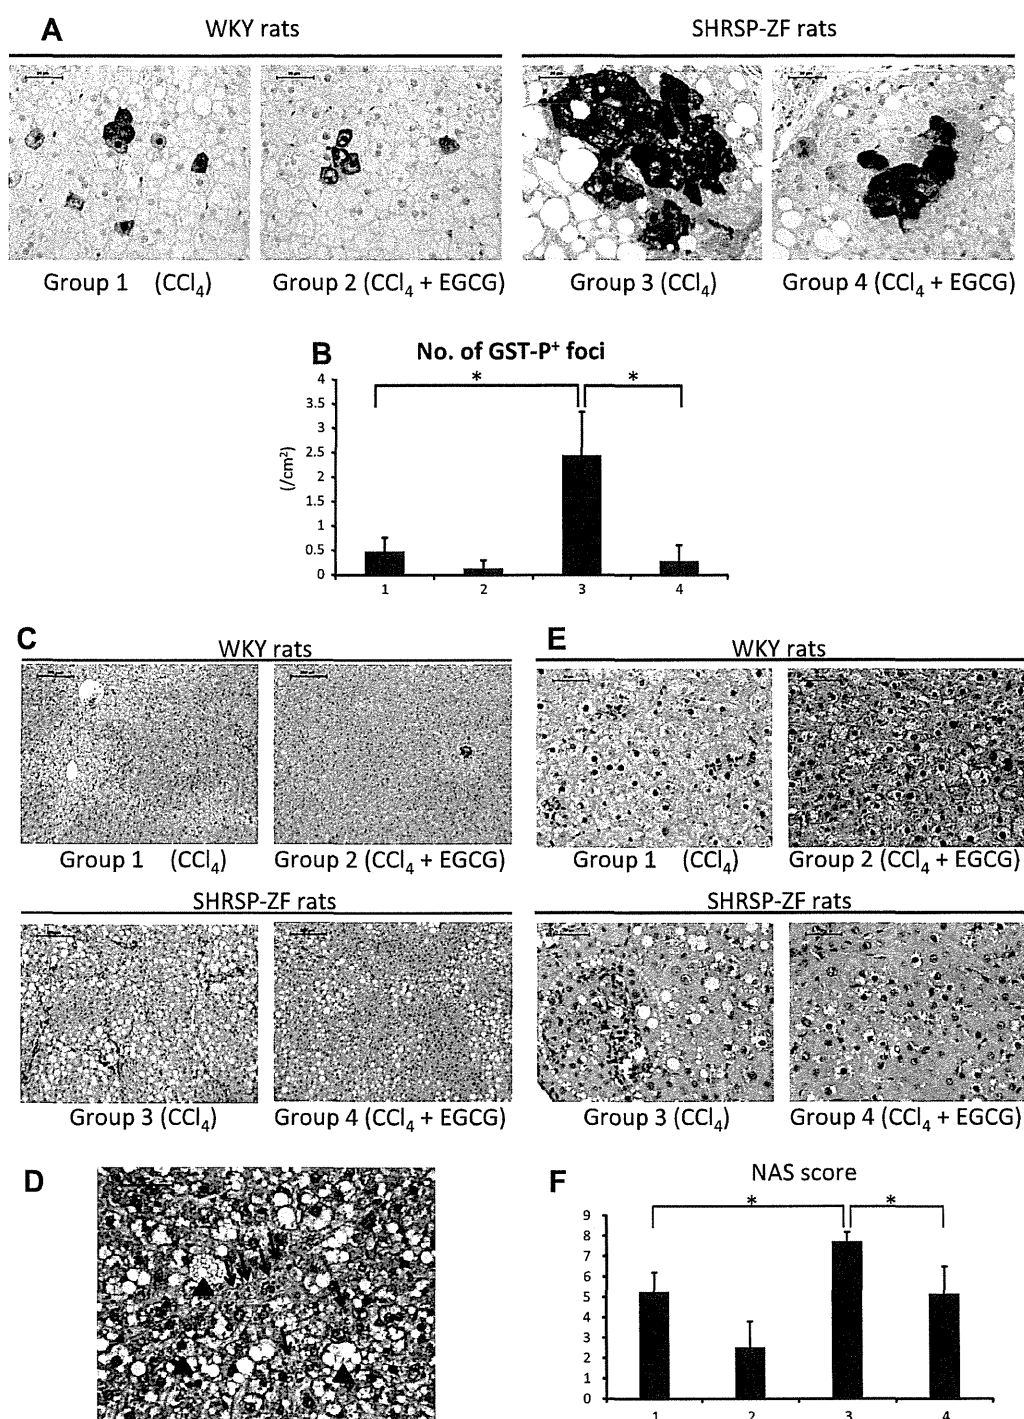 A
WKY rats
SHRSP-ZF rats
Group 1 (CCl₄)
Group 2 (CCl₄ + EGCG)
Group 3 (CCl₄)
Group 4 (CCl₄ + EGCG)
B
No. of GST-P⁺ foci
(/cm²)
4
3.5
3
2.5
2
1.5
1
0.5
0
*
*
1
2
3
4
C
WKY rats
Group 1 (CCl₄)
Group 2 (CCl₄ + EGCG)
SHRSP-ZF rats
Group 3 (CCl₄)
Group 4 (CCl₄ + EGCG)
E
WKY rats
Group 1 (CCl₄)
Group 2 (CCl₄ + EGCG)
SHRSP-ZF rats
Group 3 (CCl₄)
Group 4 (CCl₄ + EGCG)
D
F
NAS score
9
8
7
6
5
4
3
2
1
0
*
*
1
2
3
4